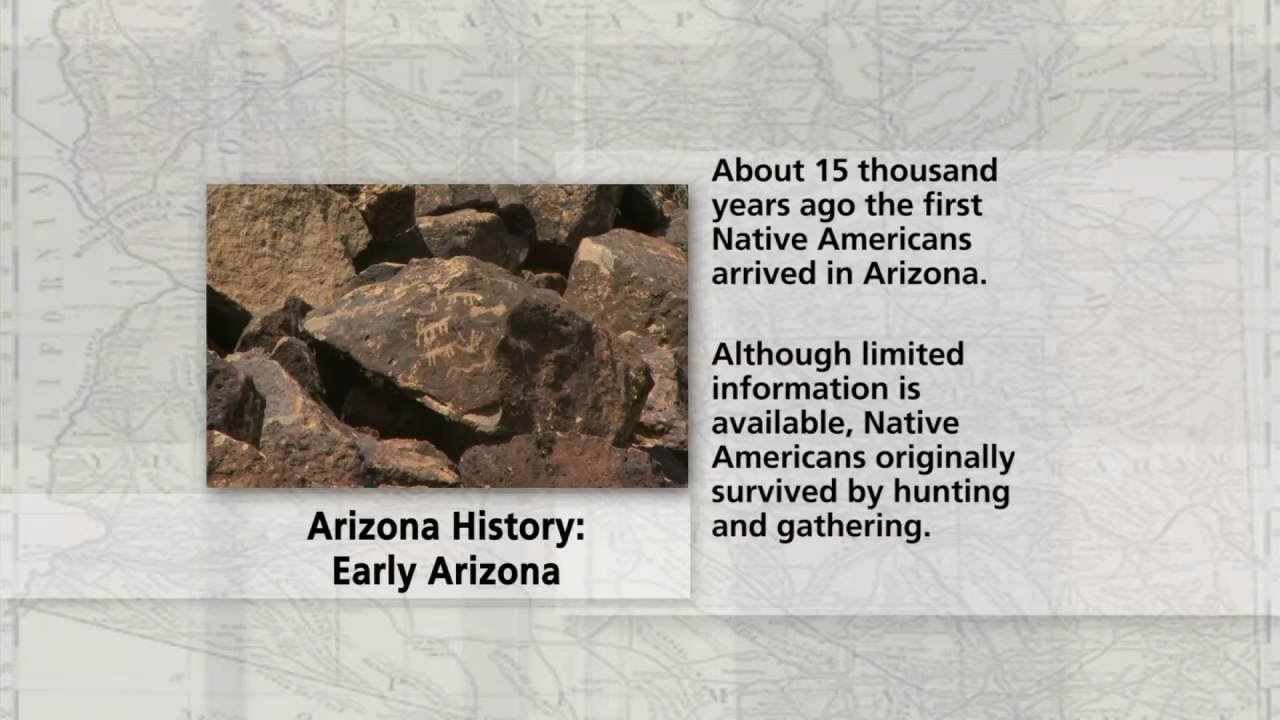 About 15 thousand
years ago the first
Native Americans
arrived in Arizona.
Although limited
information is
available, Native
Americans originally
survived by hunting
and gathering.
Arizona History:
Early Arizona